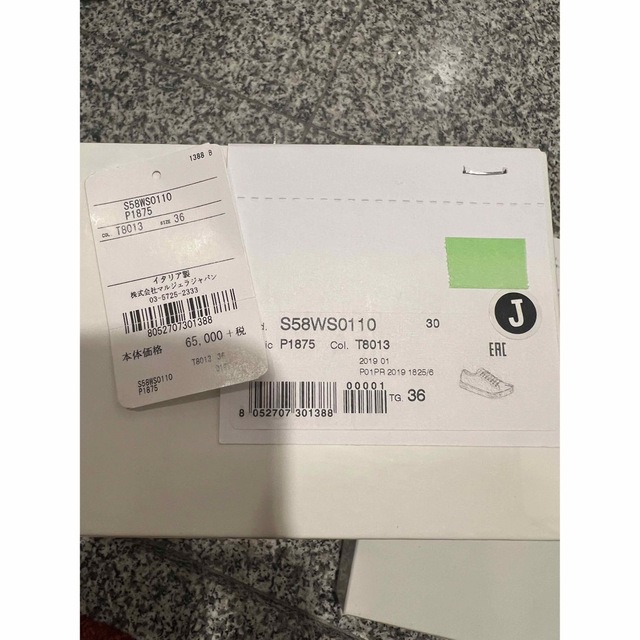 1388 8
S58WS0110
P1875
COL T8013 SIZE 36
イタリア製
株式会社マルジェラジャパン
03-5725-2333
8052707301388
本体価格 65,000+税
T8013 36
S58WS0110
P1875
S58WS0110 30
P1875 Col. T8013
2019 01
P01PR 2019 1825/6
00001
8 052707 301388
TG. 36
J
EAC